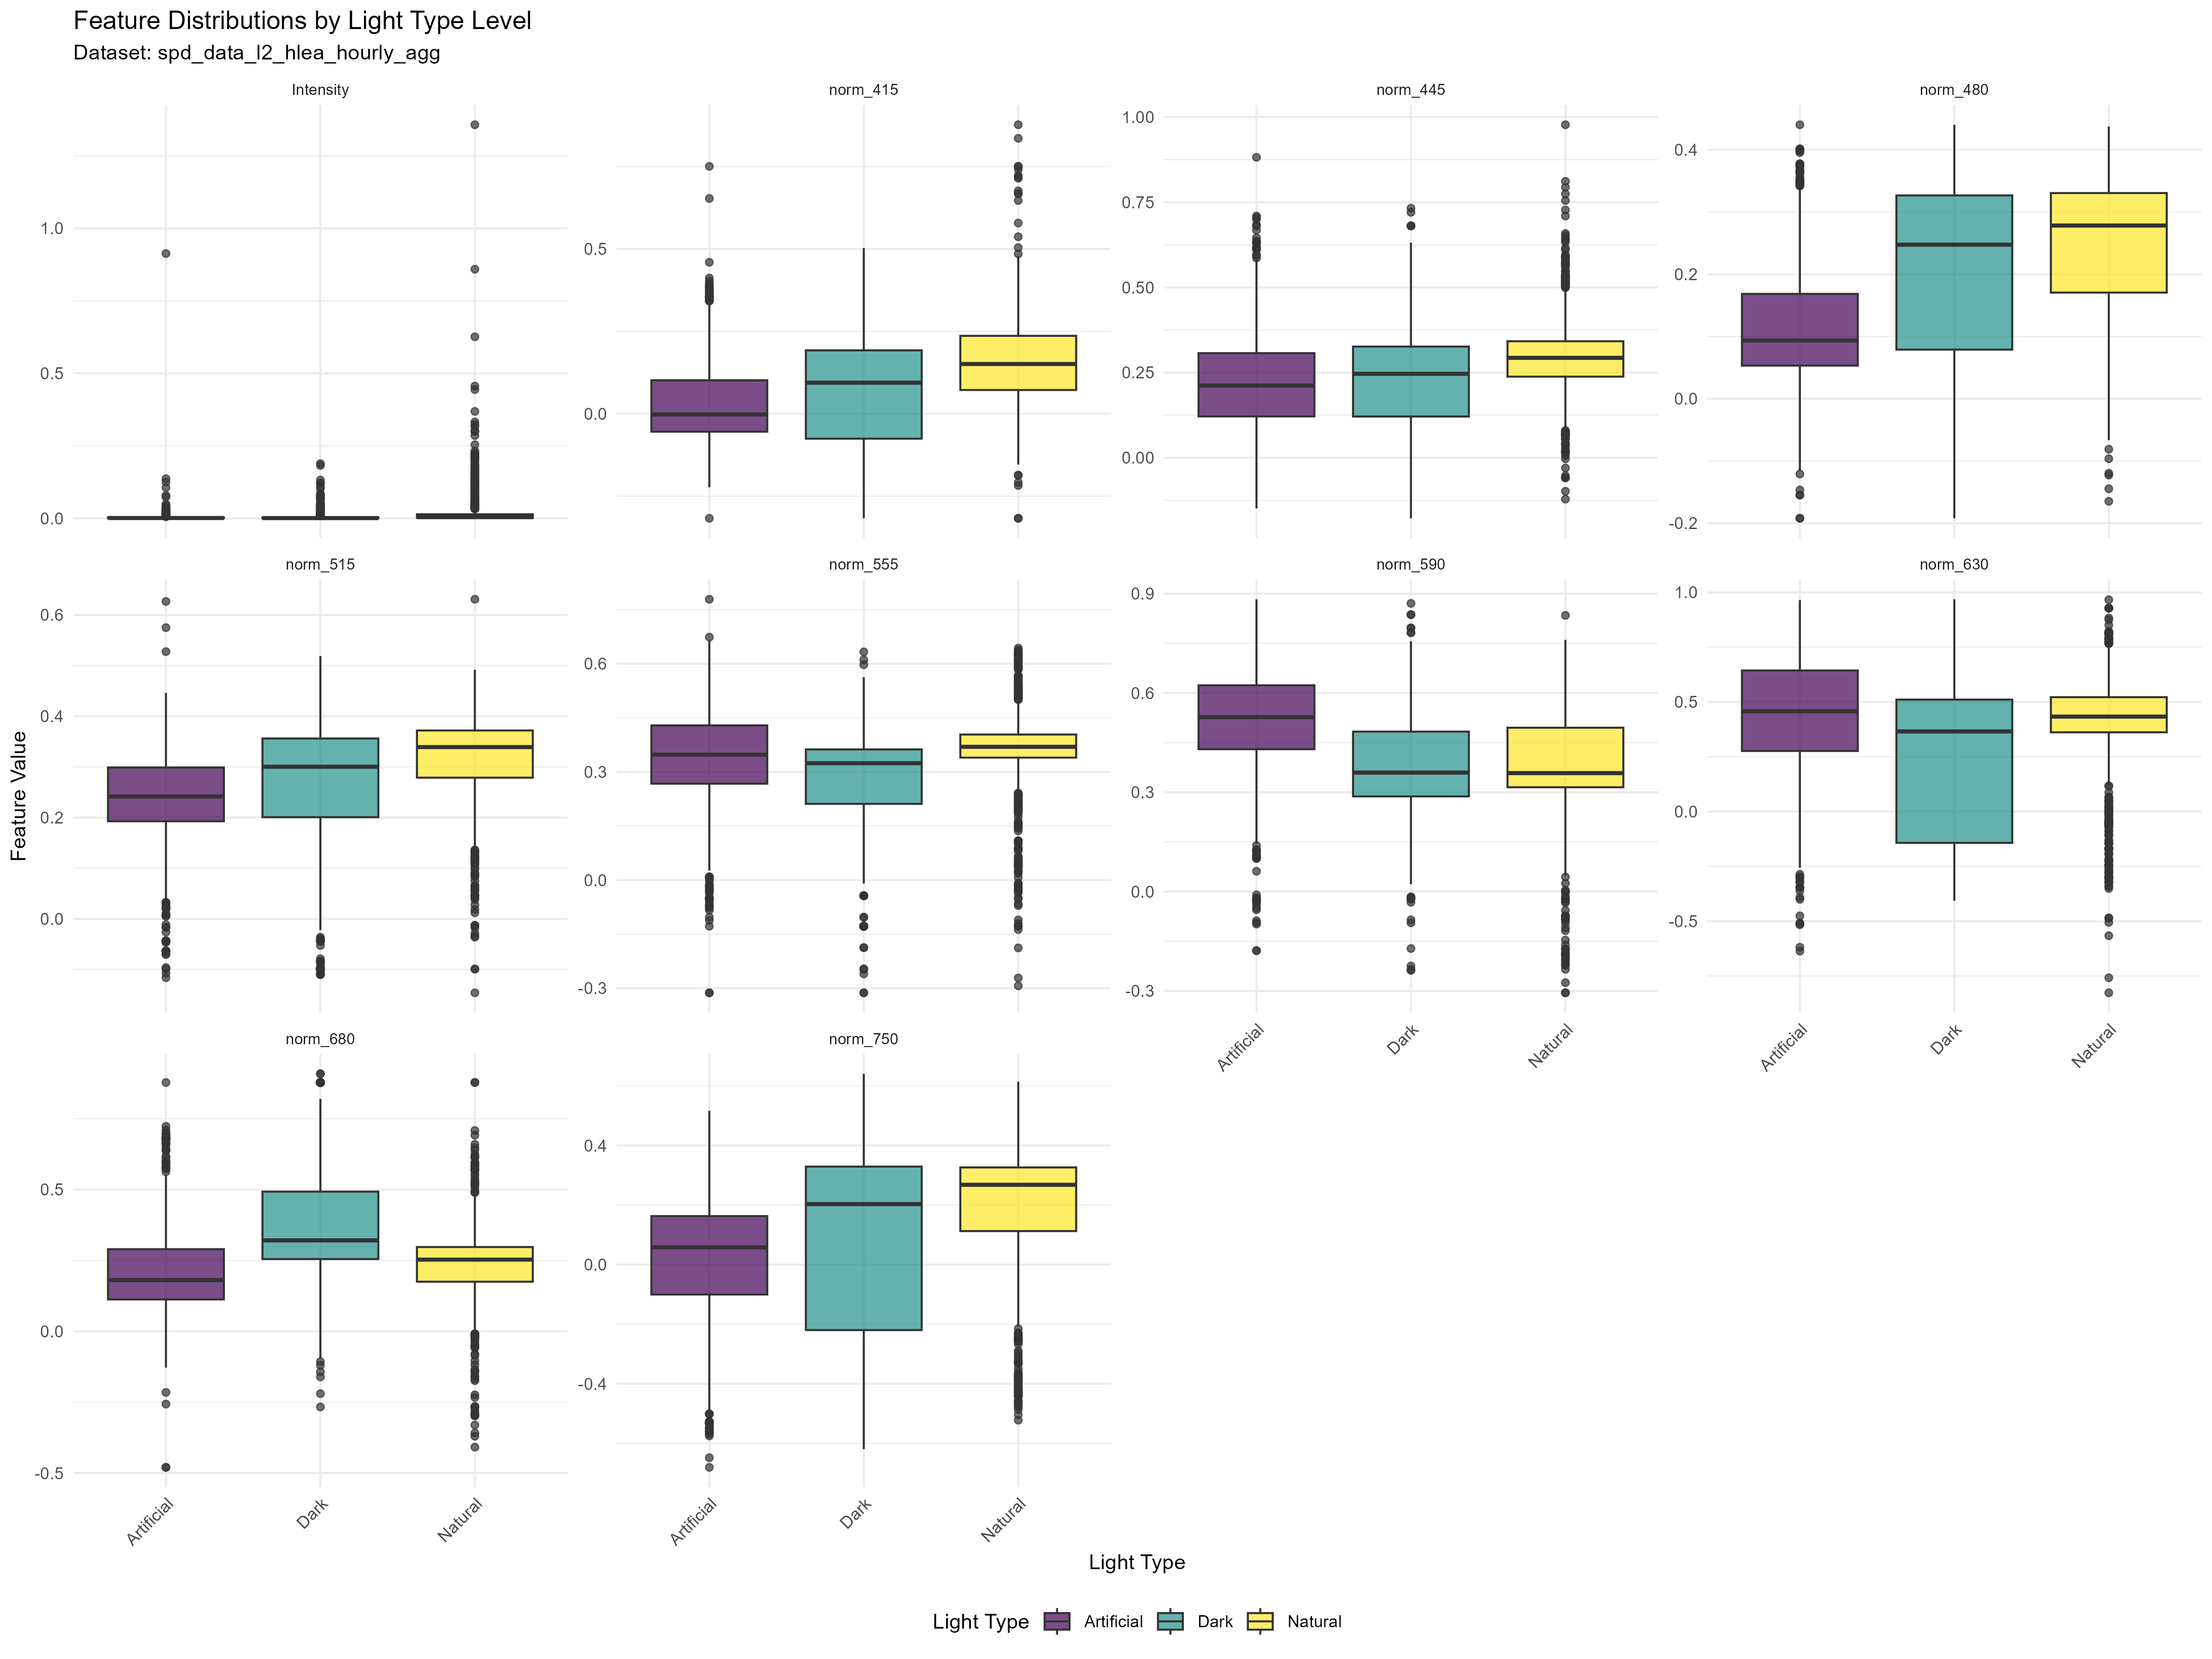 Feature Distributions by Light Type Level
Dataset: spd_data_l2_hlea_hourly_agg
Intensity
norm_415
norm_445
norm_480
1.0
0.5
0.0
0.5
0.0
1.00
0.75
0.50
0.25
0.00
0.4
0.2
0.0
-0.2
Feature Value
norm_515
norm_555
norm_590
norm_630
0.6
0.4
0.2
0.0
0.6
0.3
0.0
-0.3
0.9
0.6
0.3
0.0
-0.3
1.0
0.5
0.0
-0.5
Artificial
Dark
Natural
Artificial
Dark
Natural
norm_680
norm_750
0.5
0.0
-0.5
0.4
0.0
-0.4
Artificial
Dark
Natural
Artificial
Dark
Natural
Light Type
Light Type Artificial Dark Natural